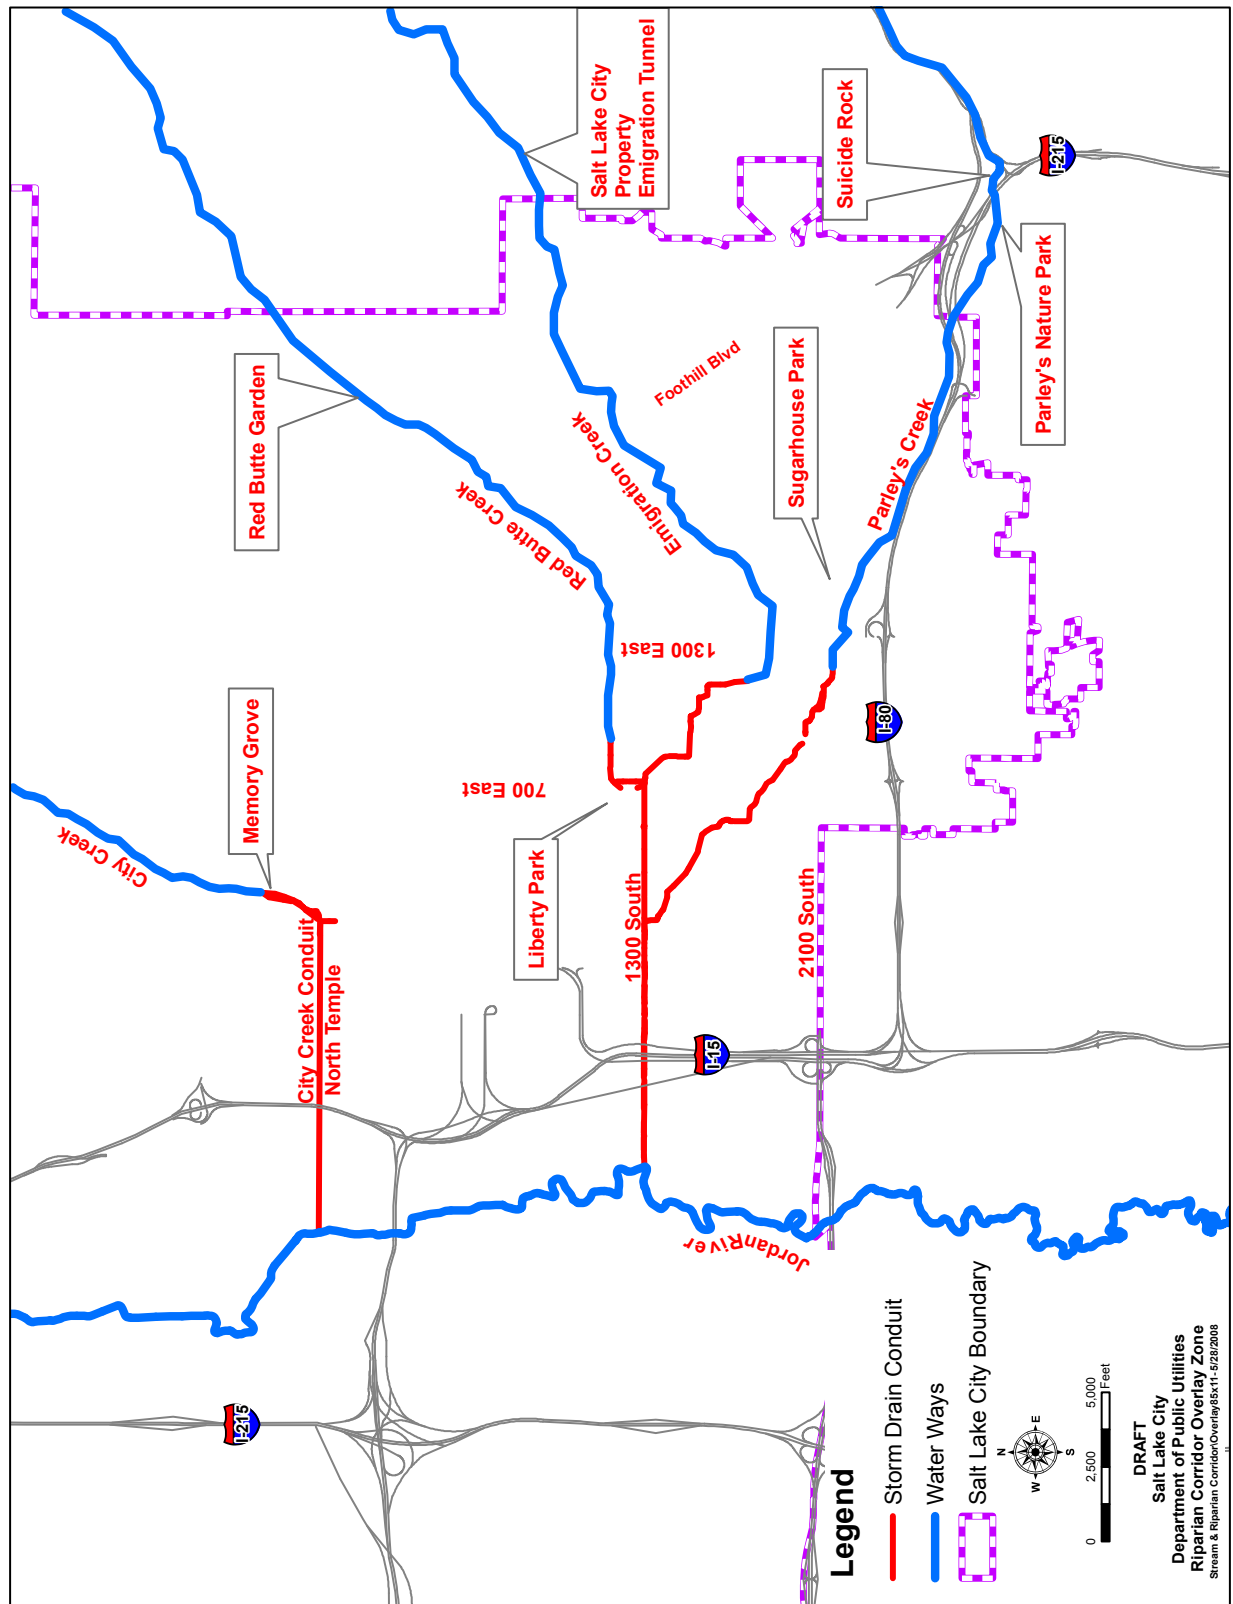 City Creek
Memory Grove
City Creek Conduit
North Temple
Red Butte Garden
Red Butte Creek
Salt Lake City
Property
Emigration Tunnel
Emigration Creek
Foothill Blvd
1300 East
700 East
Liberty Park
1300 South
2100 South
Sugarhouse Park
Parley's Creek
Suicide Rock
Parley's Nature Park
JordanRiver
I-215
I-15
I-80
I-215
Legend
Storm Drain Conduit
Water Ways
Salt Lake City Boundary
N
W
E
S
0 2,500 5,000
Feet
DRAFT
Salt Lake City
Department of Public Utilities
Riparian Corridor Overlay Zone
Stream & Riparian Corridor\Overlay85x11-5/28/2008